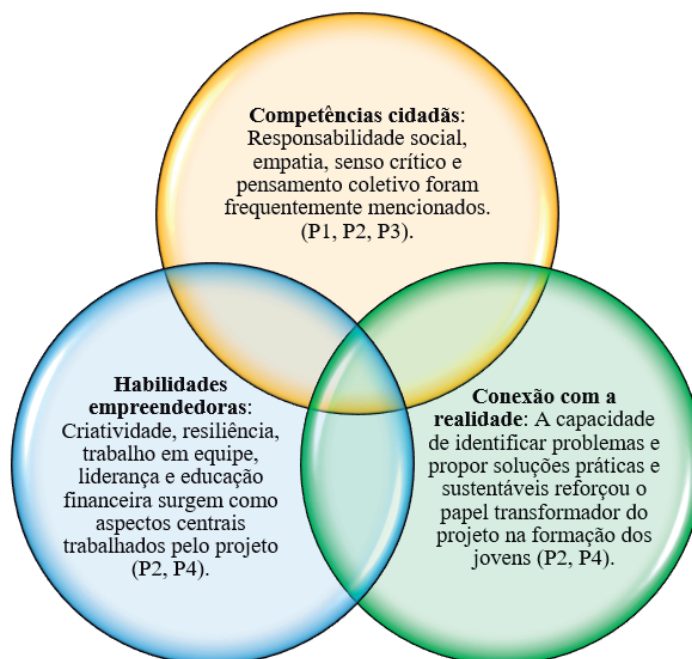 Competências cidadãs:
Responsabilidade social,
empatia, senso crítico e
pensamento coletivo foram
frequentemente mencionados.
(P1, P2, P3).
Habilidades
empreendedoras:
Criatividade, resiliência,
trabalho em equipe,
liderança e educação
financeira surgem como
aspectos centrais
trabalhados pelo projeto
(P2, P4).
Conexão com a
realidade: A capacidade
de identificar problemas e
propor soluções práticas e
sustentáveis reforçou o
papel transformador do
projeto na formação dos
jovens (P2, P4).